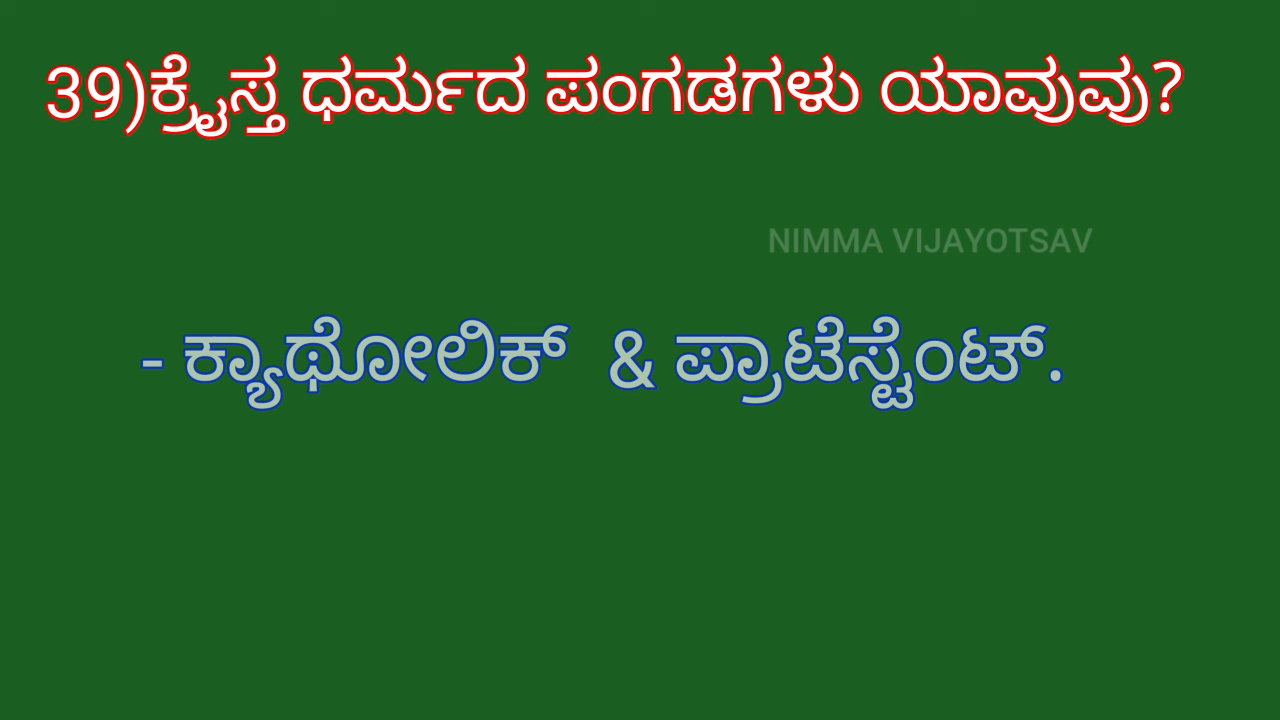 39)ಕ್ರೈಸ್ತ ಧರ್ಮದ ಪಂಗಡಗಳು ಯಾವುವು?
NIMMA VIJAYOTSAV
- ಕ್ಯಾಥೋಲಿಕ್ & ಪ್ರಾಟೆಸ್ಟೆಂಟ್.